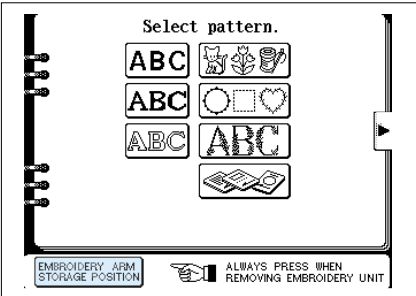 Select pattern.
ABC
ABC
ABC
ABC
EMBROIDERY ARM
STORAGE POSITION
ALWAYS PRESS WHEN
REMOVING EMBROIDERY UNIT